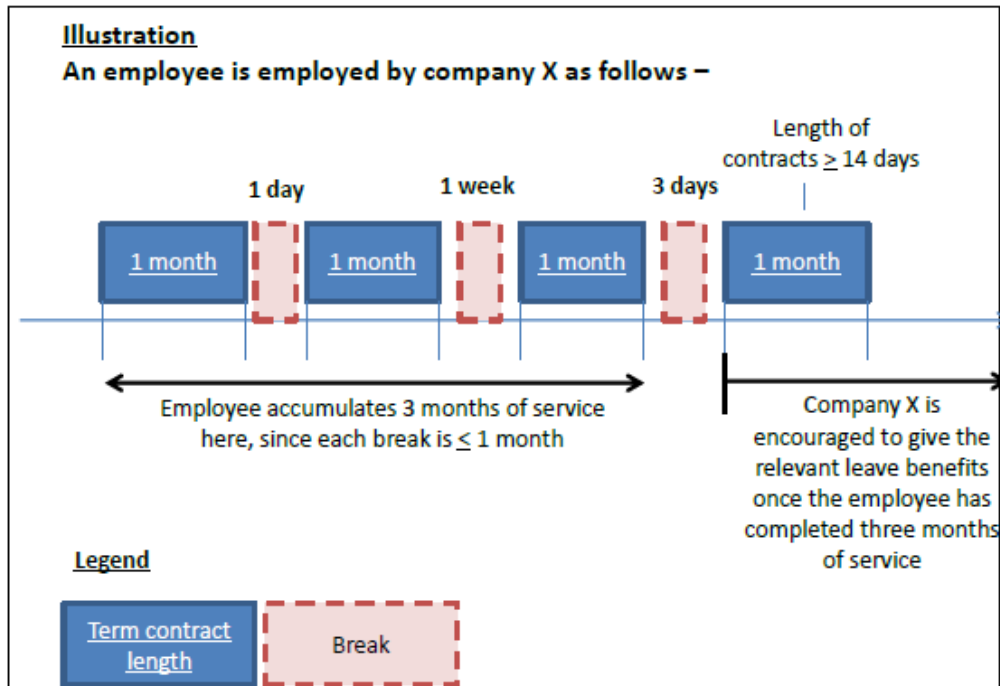 Illustration
An employee is employed by company X as follows –
Length of
contracts ≥ 14 days
1 day
1 week
3 days
1 month
1 month
1 month
1 month
Employee accumulates 3 months of service
here, since each break is ≤ 1 month
Company X is
encouraged to give the
relevant leave benefits
once the employee has
completed three months
of service
Legend
Term contract
length
Break